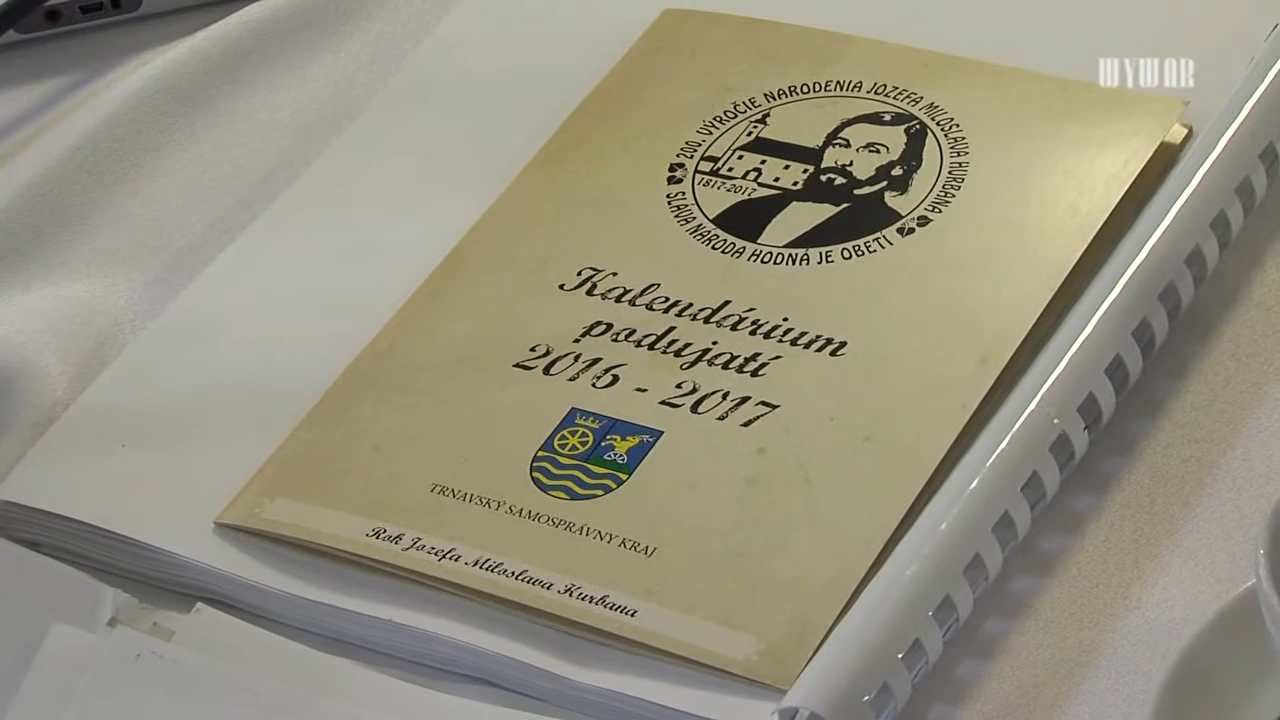 WYWAR
200. VÝROČIE NARODENIA JOZEFA MILOSLAVA HURBANA
1817-2017
SLÁVA NÁRODA HODNÁ JE OBETÍ
Kalendárium
podujatí
2016 - 2017
TRNAVSKÝ SAMOSPRÁVNY KRAJ
Rok Jozefa Miloslava Hurbana